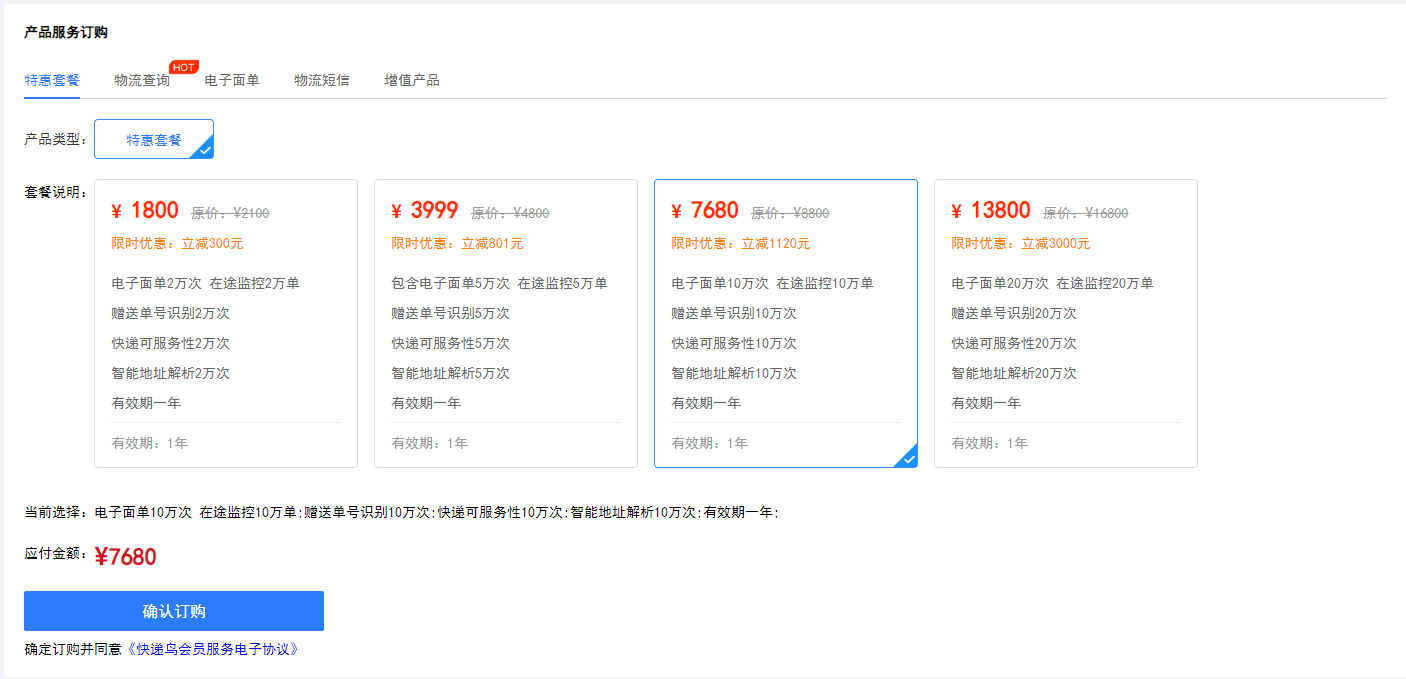 产品服务订购
特惠套餐 物流查询 HOT 电子面单 物流短信 增值产品
产品类型： 特惠套餐
套餐说明：
¥ 1800 原价：¥2100
限时优惠：立减300元
电子面单2万次 在途监控2万单
赠送单号识别2万次
快递可服务性2万次
智能地址解析2万次
有效期一年
有效期：1年
¥ 3999 原价：¥4800
限时优惠：立减801元
包含电子面单5万次 在途监控5万单
赠送单号识别5万次
快递可服务性5万次
智能地址解析5万次
有效期一年
有效期：1年
¥ 7680 原价：¥8800
限时优惠：立减1120元
电子面单10万次 在途监控10万单
赠送单号识别10万次
快递可服务性10万次
智能地址解析10万次
有效期一年
有效期：1年
¥ 13800 原价：¥16800
限时优惠：立减3000元
电子面单20万次 在途监控20万单
赠送单号识别20万次
快递可服务性20万次
智能地址解析20万次
有效期一年
有效期：1年
当前选择：电子面单10万次 在途监控10万单;赠送单号识别10万次;快递可服务性10万次;智能地址解析10万次;有效期一年;
应付金额：¥7680
确认订购
确定订购并同意《快递鸟会员服务电子协议》